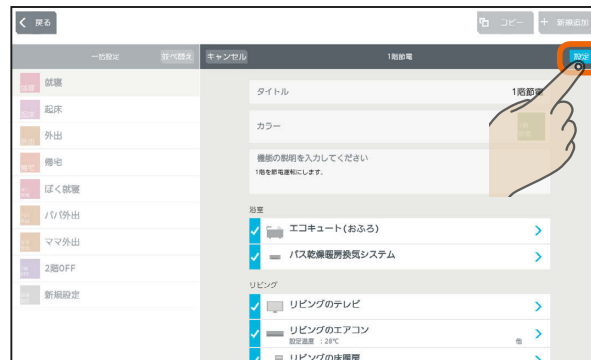 戻る
コピー
新規追加
一括設定
並べ替え
キャンセル
1階節電
設定
就寝
起床
外出
帰宅
ぼく就寝
パパ外出
ママ外出
2階OFF
新規設定
タイトル
1階節電
カラー
機能の説明を入力してください
1階を節電運転にします。
浴室
エコキュート(おふろ)
バス乾燥暖房換気システム
リビング
リビングのテレビ
リビングのエアコン
設定温度 : 28℃
他
リビングの床暖房